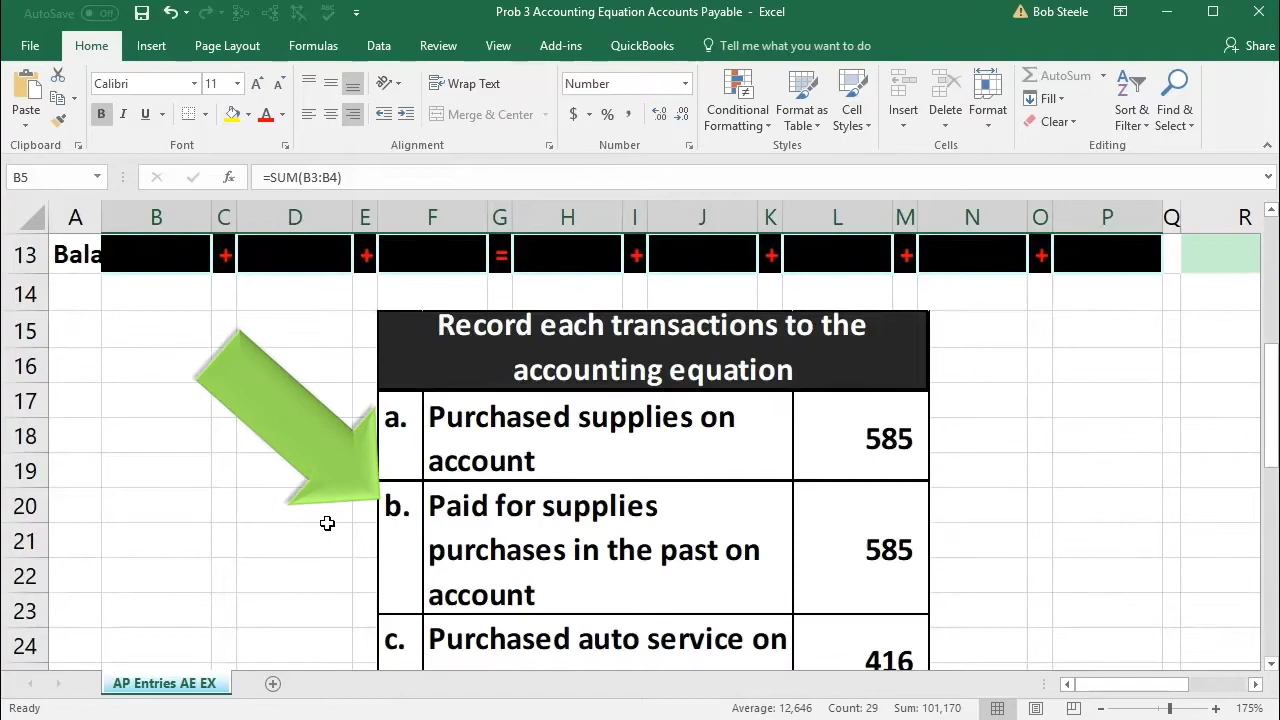 AutoSave Off Prob 3 Accounting Equation Accounts Payable - Excel Bob Steele
File Home Insert Page Layout Formulas Data Review View Add-ins QuickBooks Tell me what you want to do Share
Paste Calibri 11 A A Wrap Text Number Conditional Formatting Format as Table Cell Styles Insert Delete Format AutoSum Fill Clear Sort & Filter Find & Select
B I U A Merge & Center $ % ,
Clipboard Font Alignment Number Styles Cells Editing
B5 fx =SUM(B3:B4)
A B C D E F G H I J K L M N O P Q R
13 Bala + + = + + + +
14
15 Record each transactions to the
16 accounting equation
17 a. Purchased supplies on
18 585
19 account
20 b. Paid for supplies
21 purchases in the past on 585
22
23 account
24 c. Purchased auto service on
416
AP Entries AE EX
Ready Average: 12,646 Count: 29 Sum: 101,170 175%